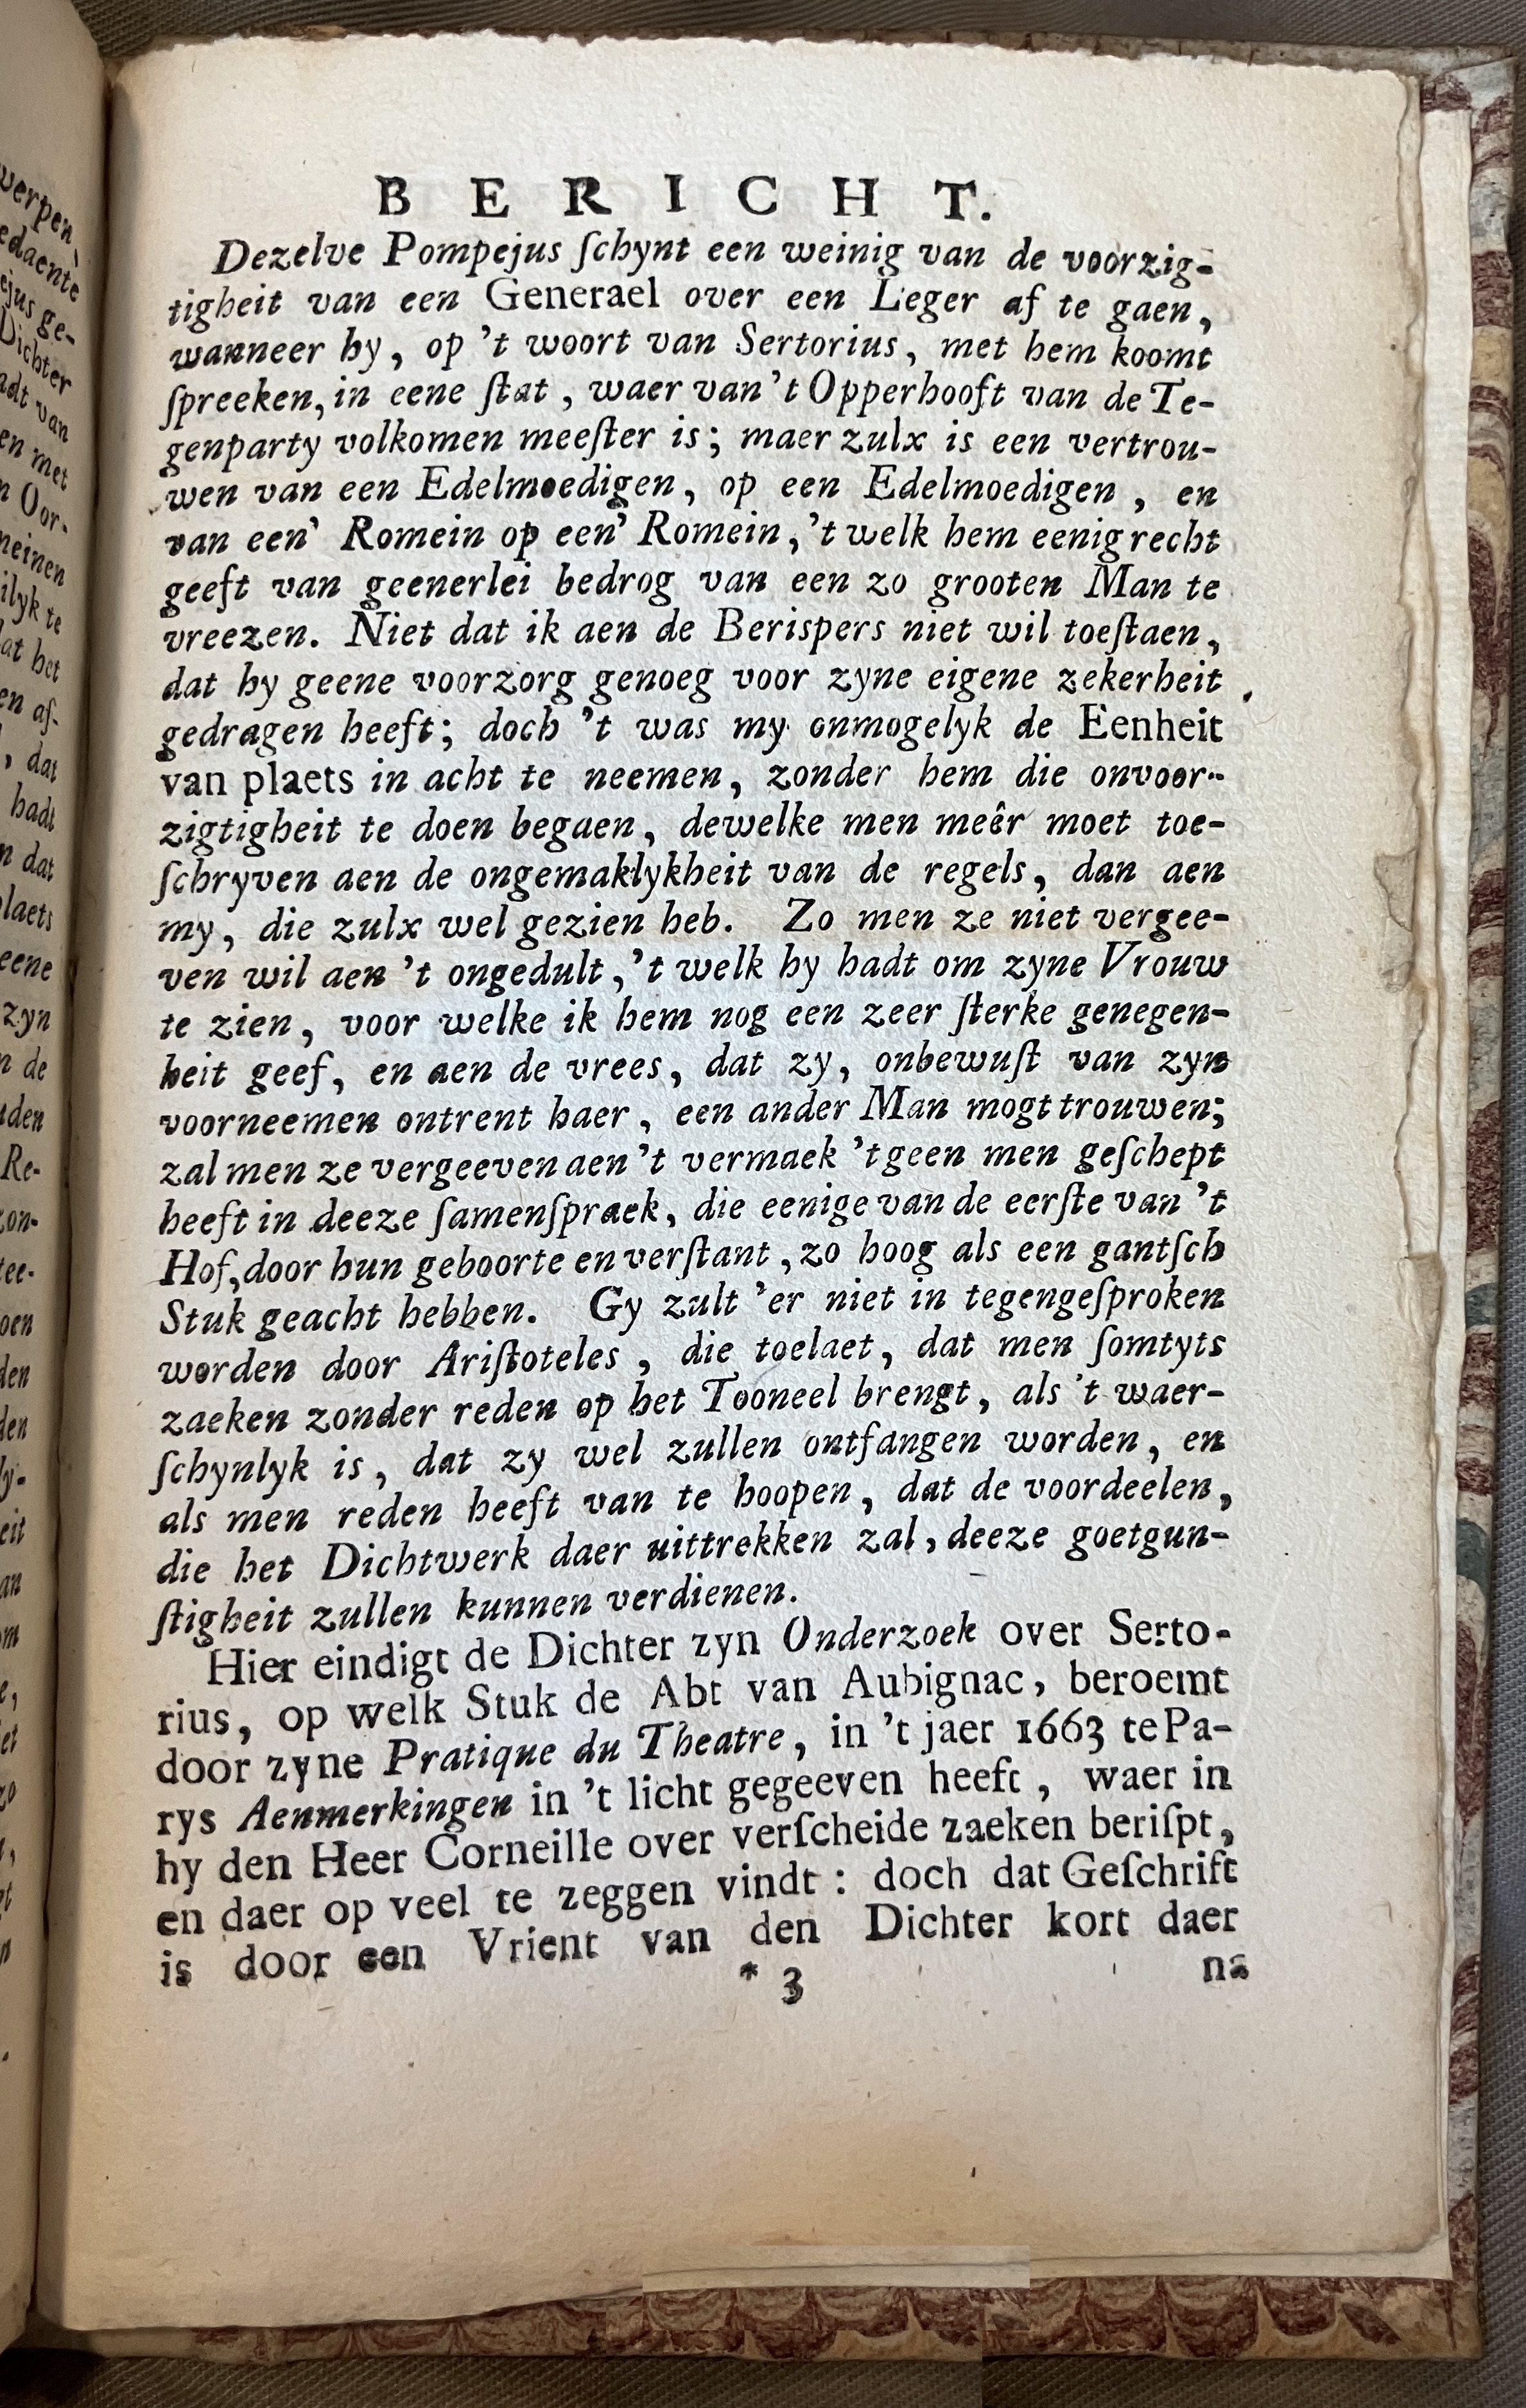 BERICHT.
Dezelve Pompejus ſchynt een weinig van de voorzig-
tigheit van een Generael over een Leger af te gaen,
wanneer hy, op 't woort van Sertorius, met hem koomt
ſpreeken, in eene ſtat, waer van 't Opperhooft van de Te-
genparty volkomen meeſter is; maer zulx is een vertrou-
wen van een Edelmoedigen, op een Edelmoedigen, en
van een' Romein op een' Romein, 't welk hem eenig recht
geeft van geenerlei bedrog van een zo grooten Man te
vreezen. Niet dat ik aen de Berispers niet wil toeſtaen,
dat hy geene voorzorg genoeg voor zyne eigene zekerheit
gedragen heeft; doch 't was my onmogelyk de Eenheit
van plaets in acht te neemen, zonder hem die onvoor-
zigtigheit te doen begaen, dewelke men meêr moet toe-
ſchryven aen de ongemaklykheit van de regels, dan aen
my, die zulx wel gezien heb. Zo men ze niet vergee-
ven wil aen 't ongedult, 't welk hy hadt om zyne Vrouw
te zien, voor welke ik hem nog een zeer ſterke genegen-
heit geef, en aen de vrees, dat zy, onbewuſt van zyn
voorneemen ontrent haer, een ander Man mogt trouwen;
zal men ze vergeeven aen 't vermaek 't geen men geſchept
heeft in deeze ſamenſpraek, die eenige van de eerſte van 't
Hof, door hun geboorte en verſtant, zo hoog als een gantſch
Stuk geacht hebben. Gy zult 'er niet in tegengeſproken
worden door Ariſtoteles, die toelaet, dat men ſomtyts
zaeken zonder reden op het Tooneel brengt, als 't waer-
ſchynlyk is, dat zy wel zullen ontfangen worden, en
als men reden heeft van te hoopen, dat de voordeelen,
die het Dichtwerk daer uittrekken zal, deeze goetgun-
ſtigheit zullen kunnen verdienen.
Hier eindigt de Dichter zyn Onderzoek over Serto-
rius, op welk Stuk de Abt van Aubignac, beroemt
door zyne Pratique du Theatre, in 't jaer 1663 te Pa-
rys Aenmerkingen in 't licht gegeeven heeft, waer in
hy den Heer Corneille over verſcheide zaeken beriſpt,
en daer op veel te zeggen vindt: doch dat Geſchrift
is door een Vrient van den Dichter kort daer
* 3 na